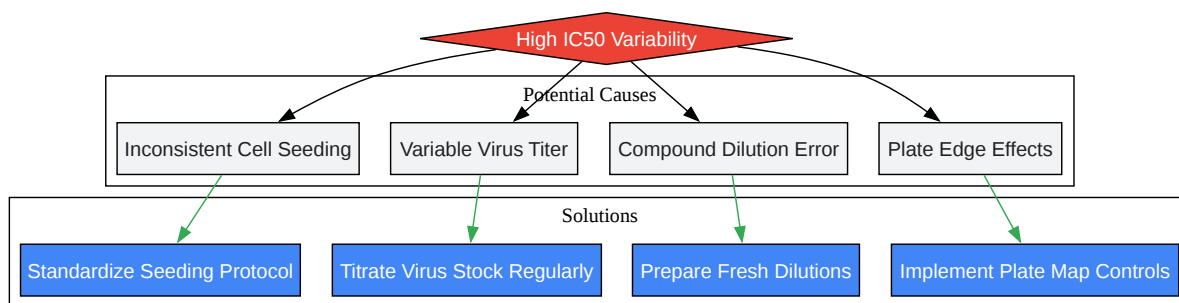 High IC50 Variability
Potential Causes
Inconsistent Cell Seeding
Variable Virus Titer
Compound Dilution Error
Plate Edge Effects
Solutions
Standardize Seeding Protocol
Titrate Virus Stock Regularly
Prepare Fresh Dilutions
Implement Plate Map Controls